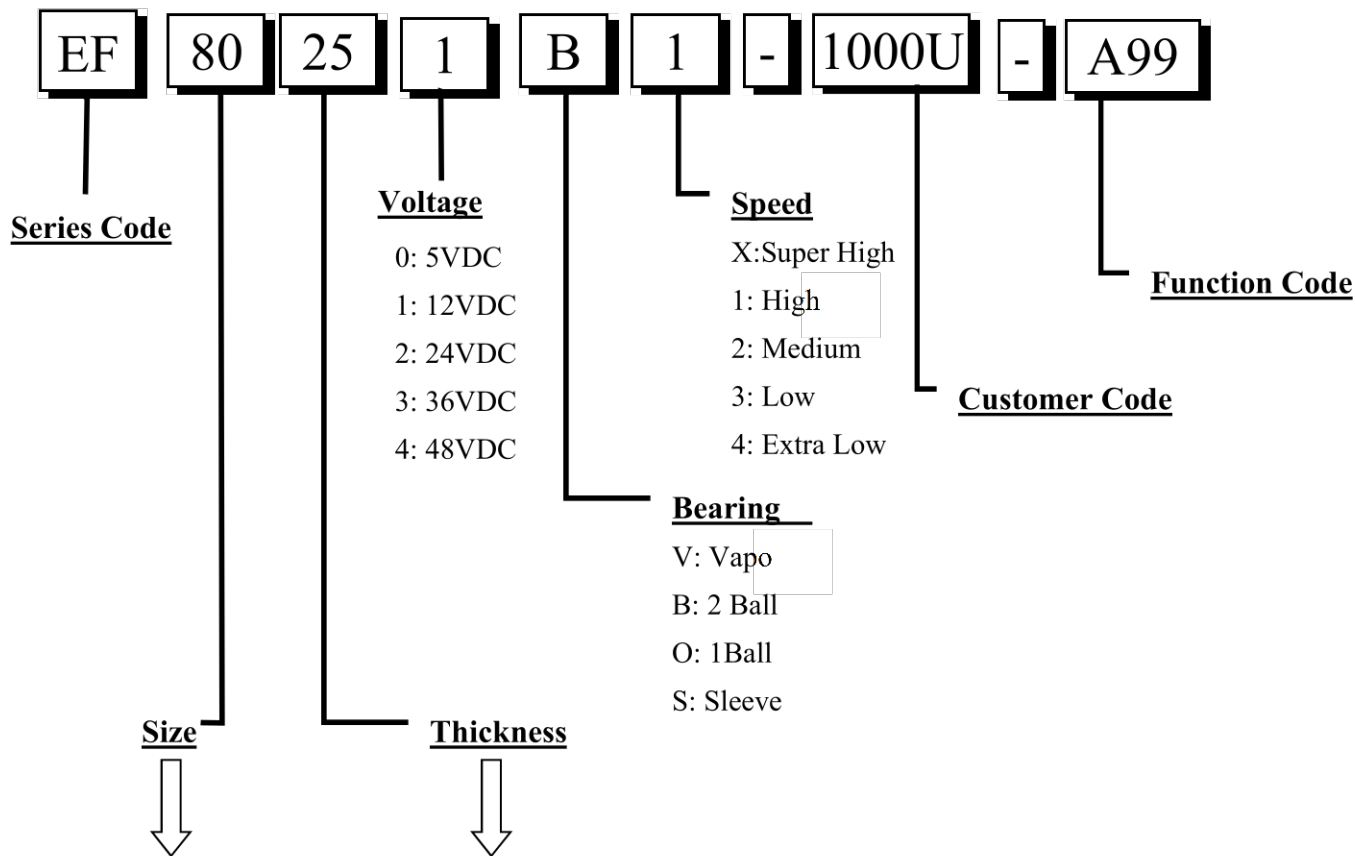 EF 80 25 1 B 1 - 1000U - A99
Series Code
Voltage
0: 5VDC
1: 12VDC
2: 24VDC
3: 36VDC
4: 48VDC
Speed
X:Super High
1: High
2: Medium
3: Low
4: Extra Low
Function Code
Customer Code
Bearing
V: Vapo
B: 2 Ball
O: 1Ball
S: Sleeve
Size
Thickness